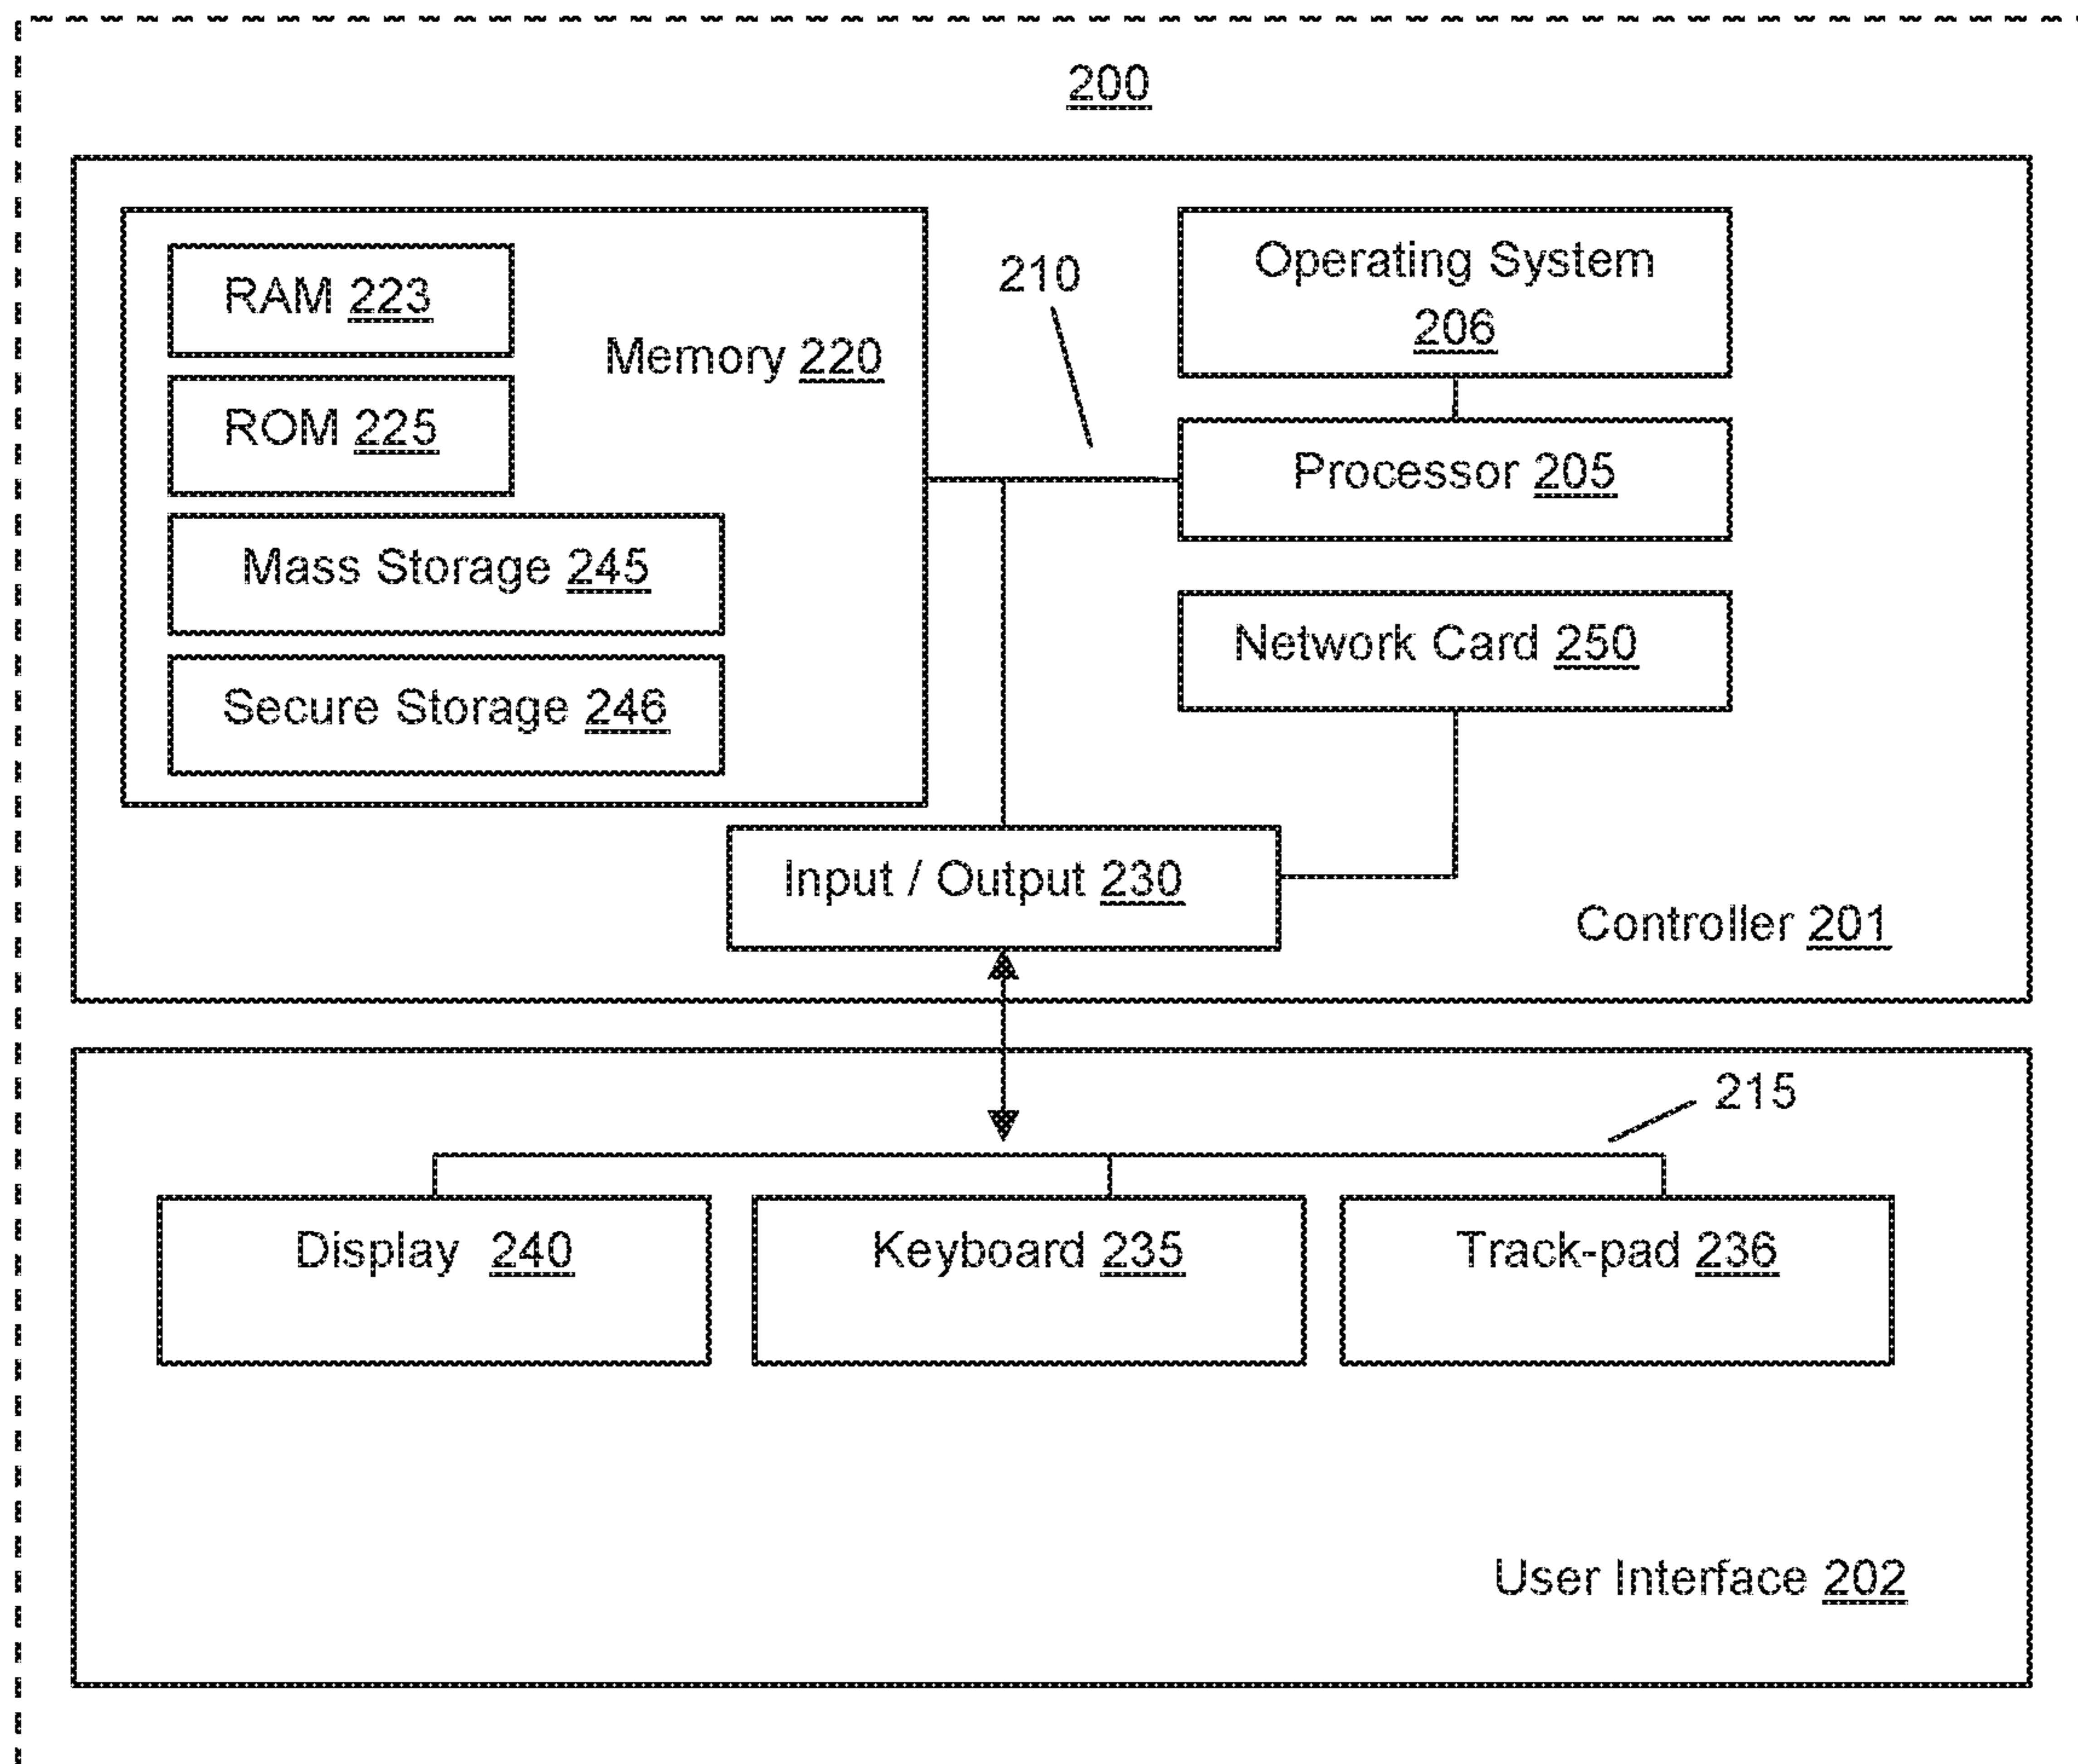 200
RAM 223
Memory 220
ROM 225
Mass Storage 245
Secure Storage 246
210
Operating System
206
Processor 205
Network Card 250
Input / Output 230
Controller 201
215
Display 240
Keyboard 235
Track-pad 236
User Interface 202